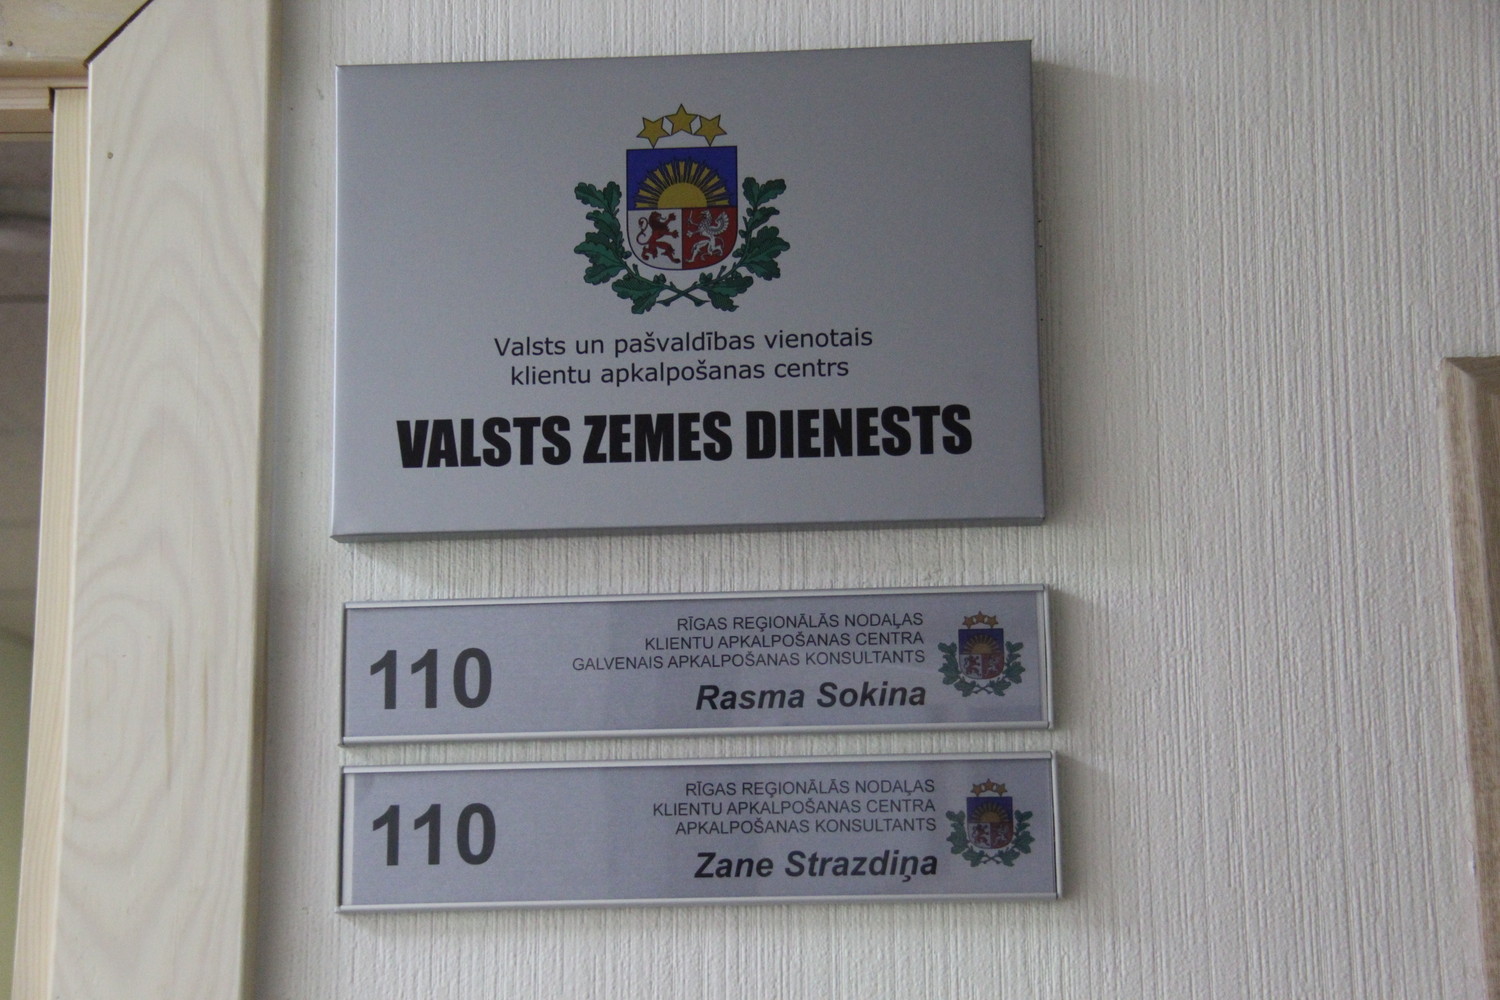 Valsts un pašvaldības vienotais
klientu apkalpošanas centrs
VALSTS ZEMES DIENESTS
110
RĪGAS REĢIONĀLĀS NODAĻAS
KLIENTU APKALPOŠANAS CENTRA
GALVENAIS APKALPOŠANAS KONSULTANTS
Rasma Sokina
110
RĪGAS REĢIONĀLĀS NODAĻAS
KLIENTU APKALPOŠANAS CENTRA
APKALPOŠANAS KONSULTANTS
Zane Strazdiņa